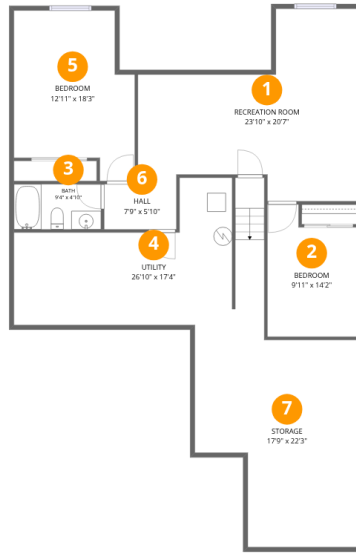 5
BEDROOM
12'11" x 18'3"
1
RECREATION ROOM
23'10" x 20'7"
3
BATH
9'4" x 4'10"
6
HALL
7'9" x 5'10"
4
UTILITY
26'10" x 17'4"
2
BEDROOM
9'11" x 14'2"
7
STORAGE
17'9" x 22'3"